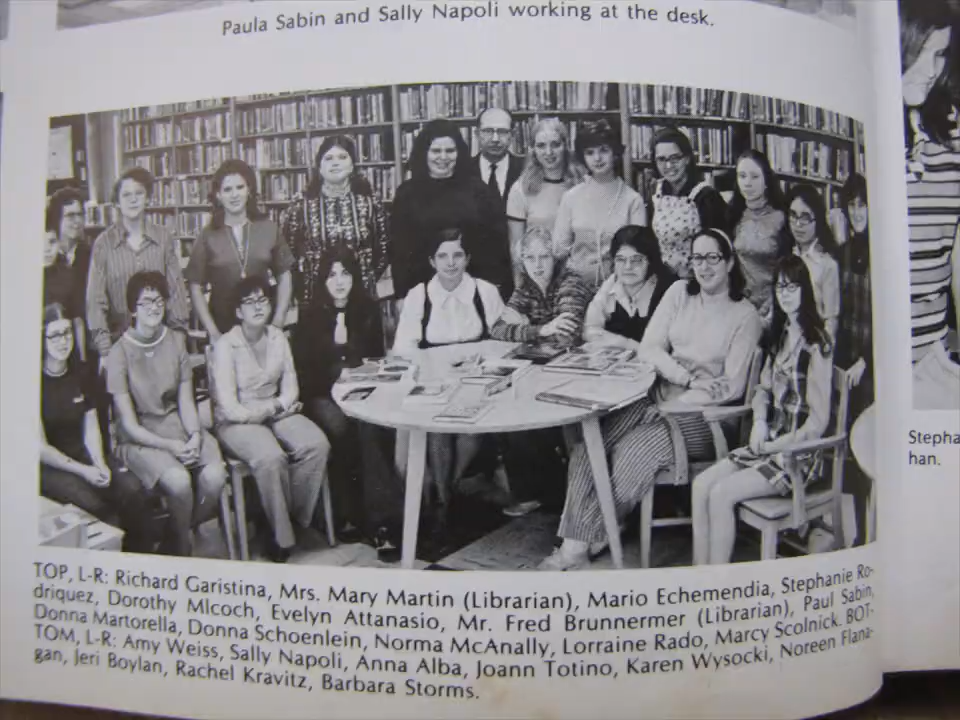 Paula Sabin and Sally Napoli working at the desk.
TOP, L-R: Richard Garistina, Mrs. Mary Martin (Librarian), Mario Echemendia, Stephanie Ro-
driquez, Dorothy Mlcoch, Evelyn Attanasio, Mr. Fred Brunnermer (Librarian), Paul Sabin,
Donna Martorella, Donna Schoenlein, Norma McAnally, Lorraine Rado, Marcy Scolnick. BOT-
TOM, L-R: Amy Weiss, Sally Napoli, Anna Alba, Joann Totino, Karen Wysocki, Noreen Flana-
gan, Jeri Boylan, Rachel Kravitz, Barbara Storms.
Stepha
han.